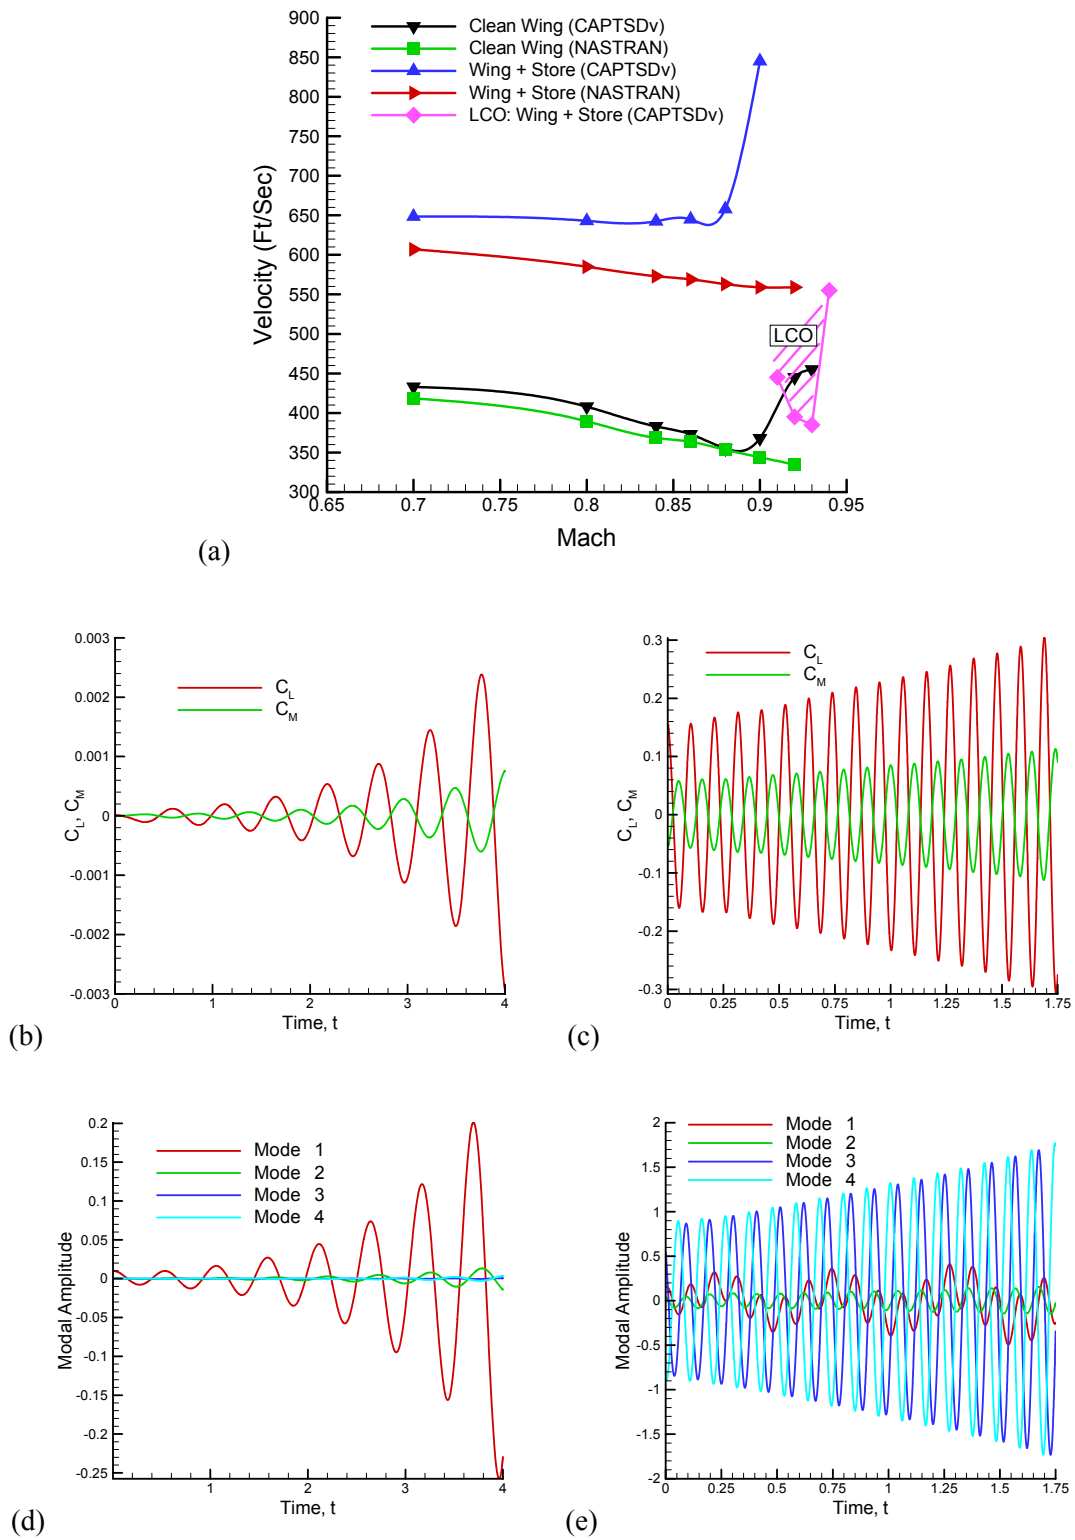 900
850
800
750
700
650
600
550
500
450
400
350
300
Velocity (Ft/Sec)
Clean Wing (CAPTSDv)
Clean Wing (NASTRAN)
Wing + Store (CAPTSDv)
Wing + Store (NASTRAN)
LCO: Wing + Store (CAPTSDv)
LCO
0.65 0.7 0.75 0.8 0.85 0.9 0.95
Mach
(a)
0.003
0.002
0.001
0
-0.001
-0.002
-0.003
C_L, C_M
C_L
C_M
0 1 2 3 4
Time, t
(b)
0.3
0.2
0.1
0
-0.1
-0.2
-0.3
C_L, C_M
C_L
C_M
0 0.25 0.5 0.75 1 1.25 1.5 1.75
Time, t
(c)
0.2
0.15
0.1
0.05
0
-0.05
-0.1
-0.15
-0.2
-0.25
Modal Amplitude
Mode 1
Mode 2
Mode 3
Mode 4
1 2 3 4
Time, t
(d)
2
1.5
1
0.5
0
-0.5
-1
-1.5
-2
Modal Amplitude
Mode 1
Mode 2
Mode 3
Mode 4
0 0.25 0.5 0.75 1 1.25 1.5 1.75
Time, t
(e)